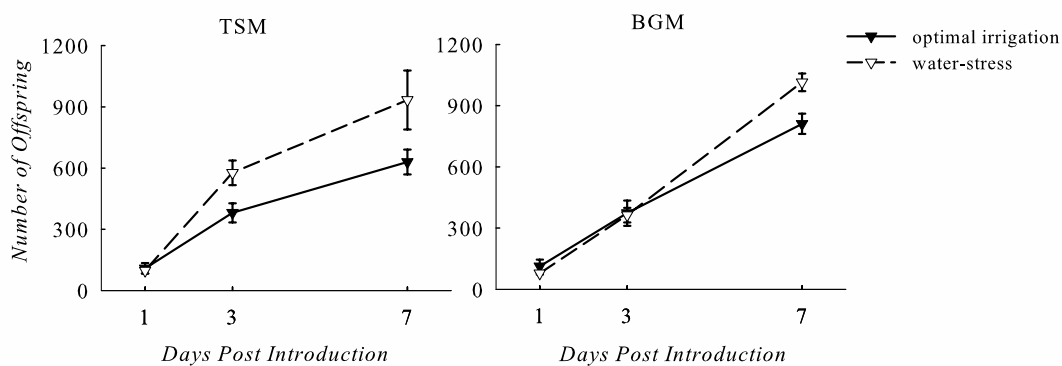 TSM
BGM
optimal irrigation
water-stress
Number of Offspring
1200
900
600
300
0
1 3 7
Days Post Introduction
1200
900
600
300
0
1 3 7
Days Post Introduction